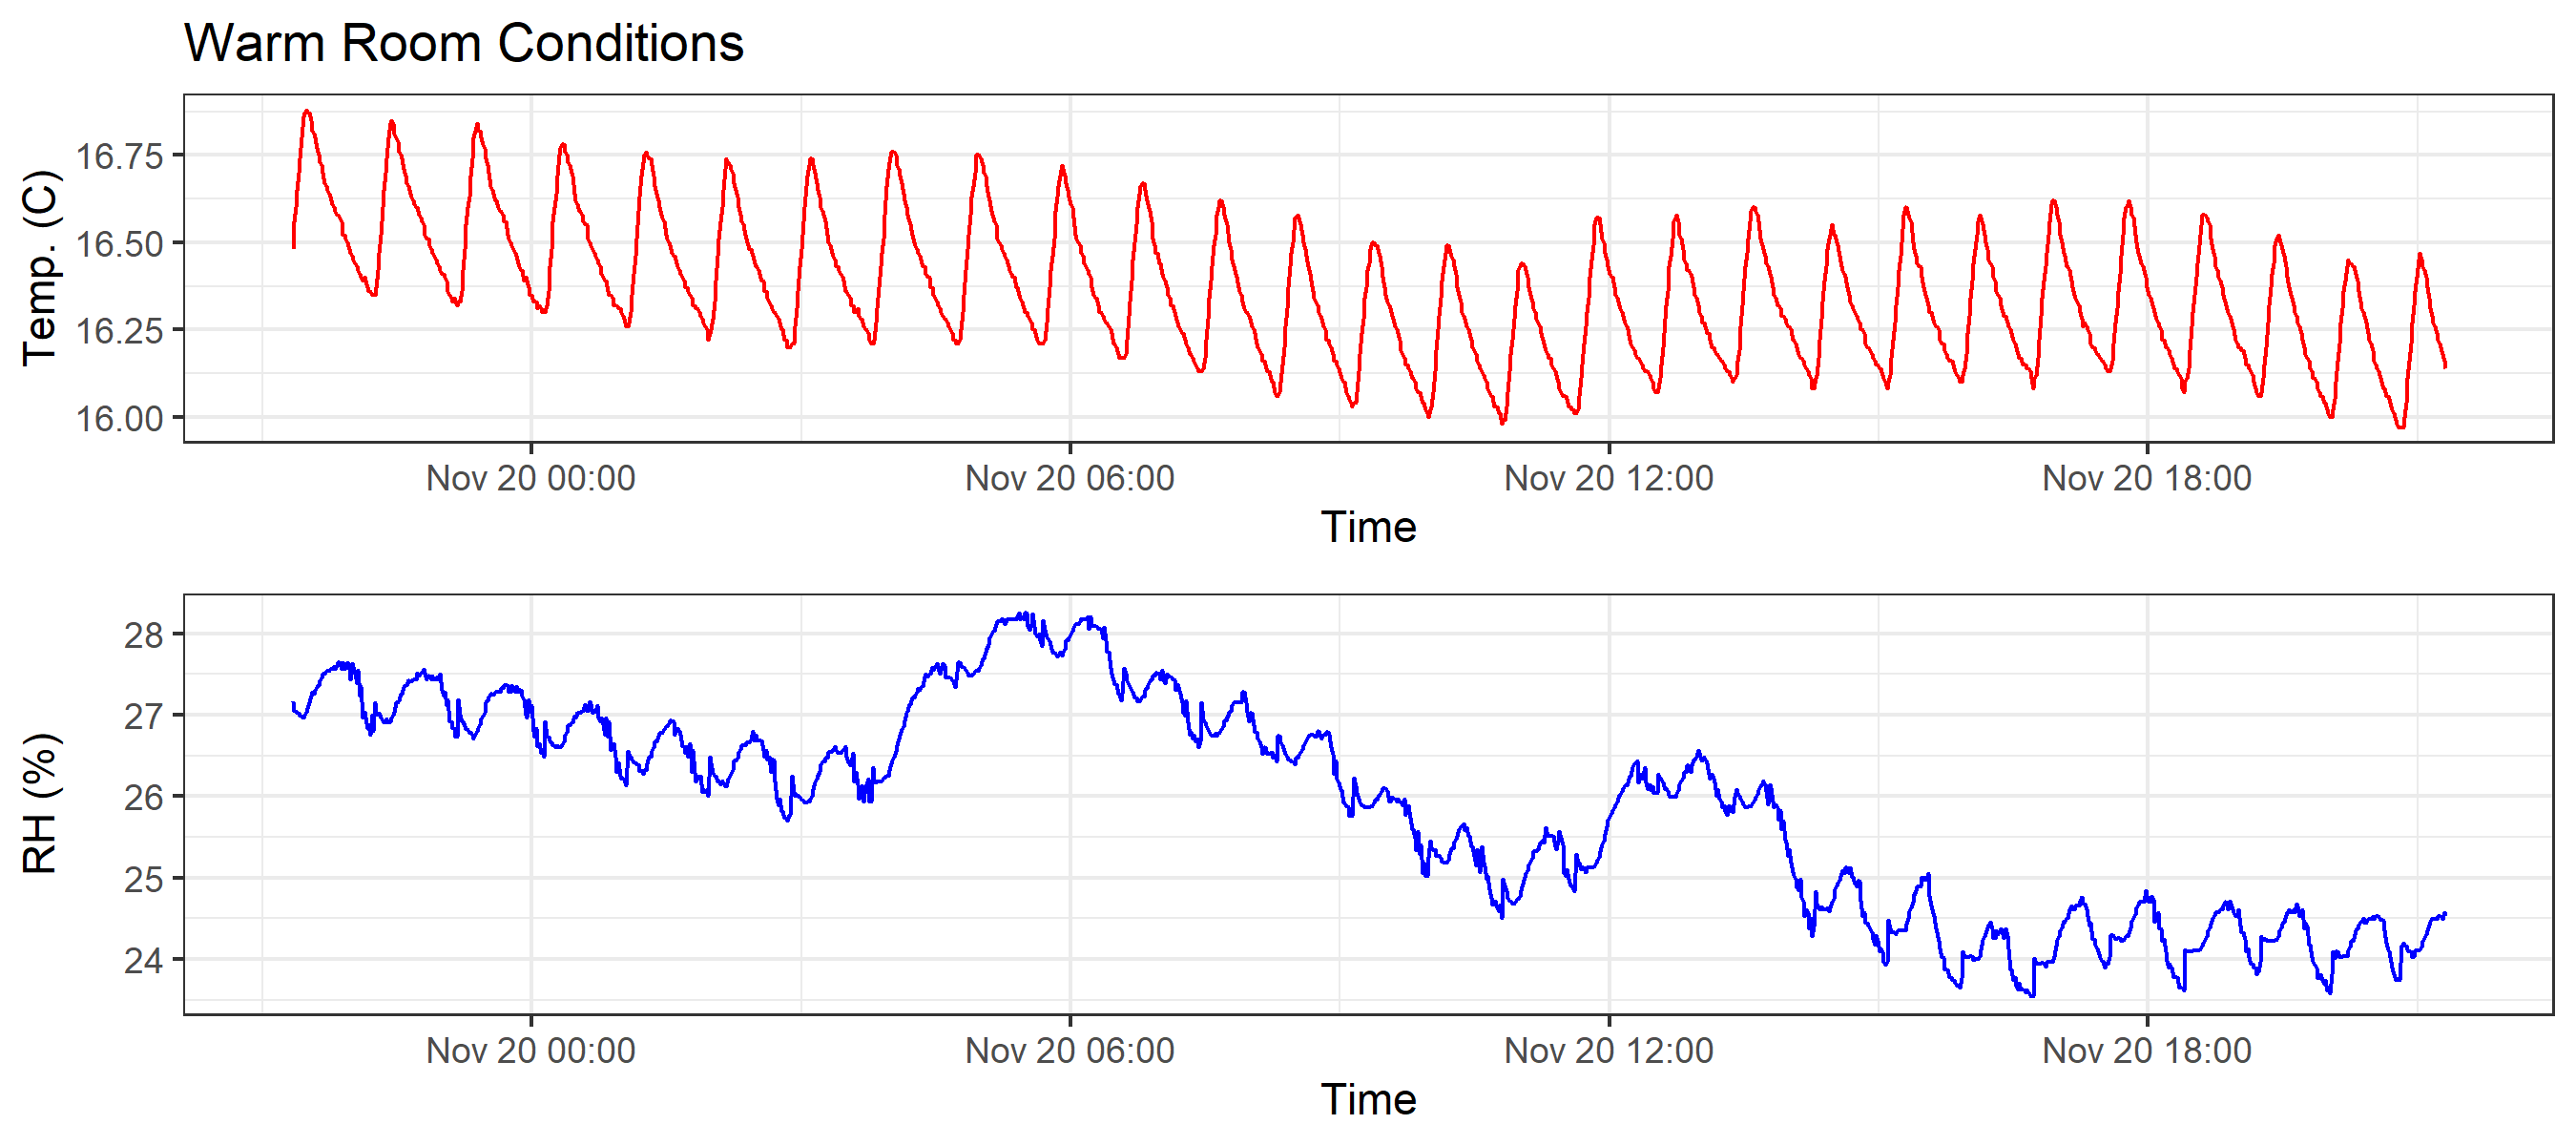 Warm Room Conditions
Temp. (C)
16.75
16.50
16.25
16.00
Nov 20 00:00 Nov 20 06:00 Nov 20 12:00 Nov 20 18:00
Time
RH (%)
28
27
26
25
24
Nov 20 00:00 Nov 20 06:00 Nov 20 12:00 Nov 20 18:00
Time